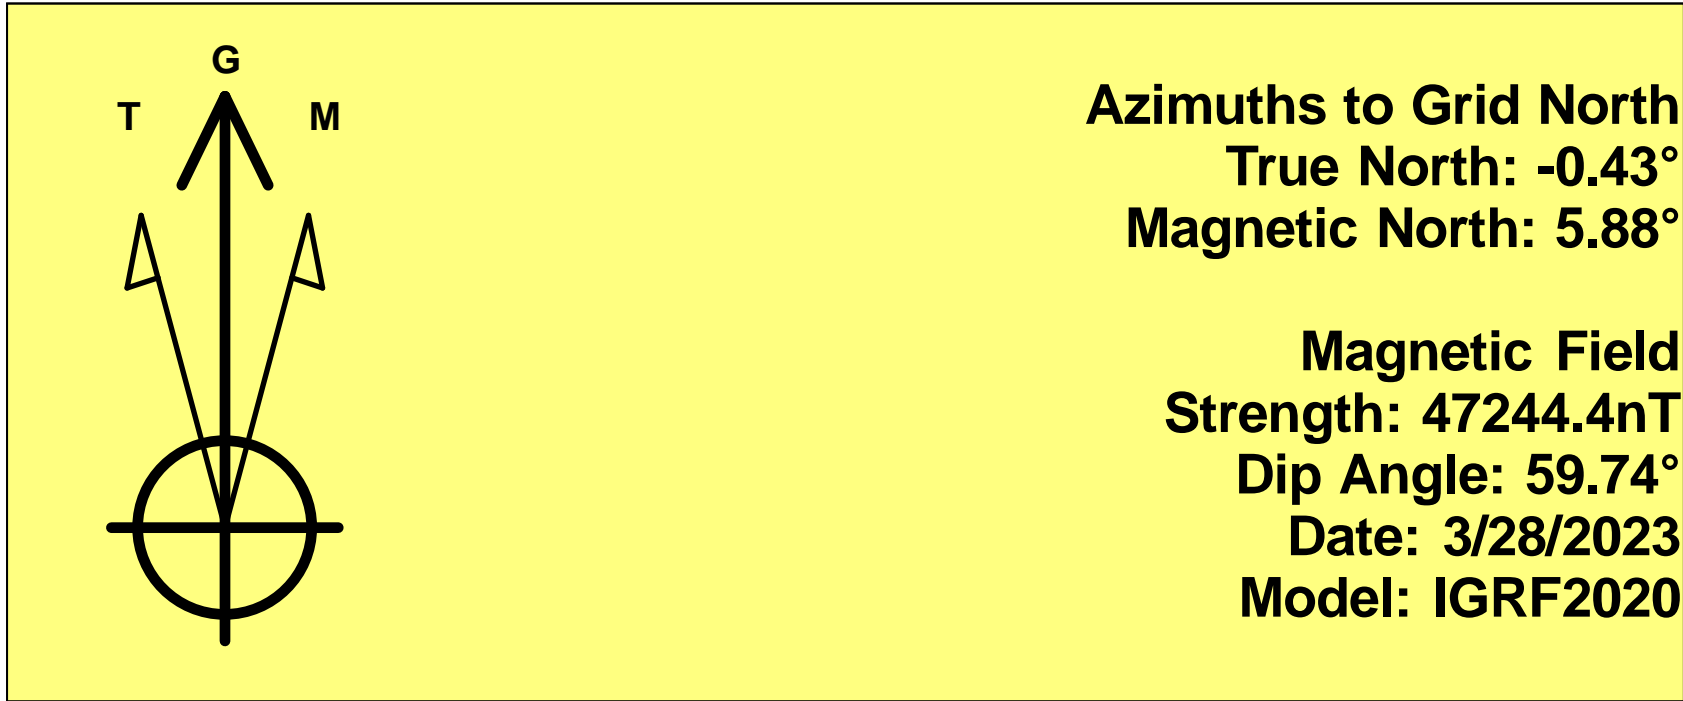 G
T M
Azimuths to Grid North
True North: -0.43°
Magnetic North: 5.88°
Magnetic Field
Strength: 47244.4nT
Dip Angle: 59.74°
Date: 3/28/2023
Model: IGRF2020